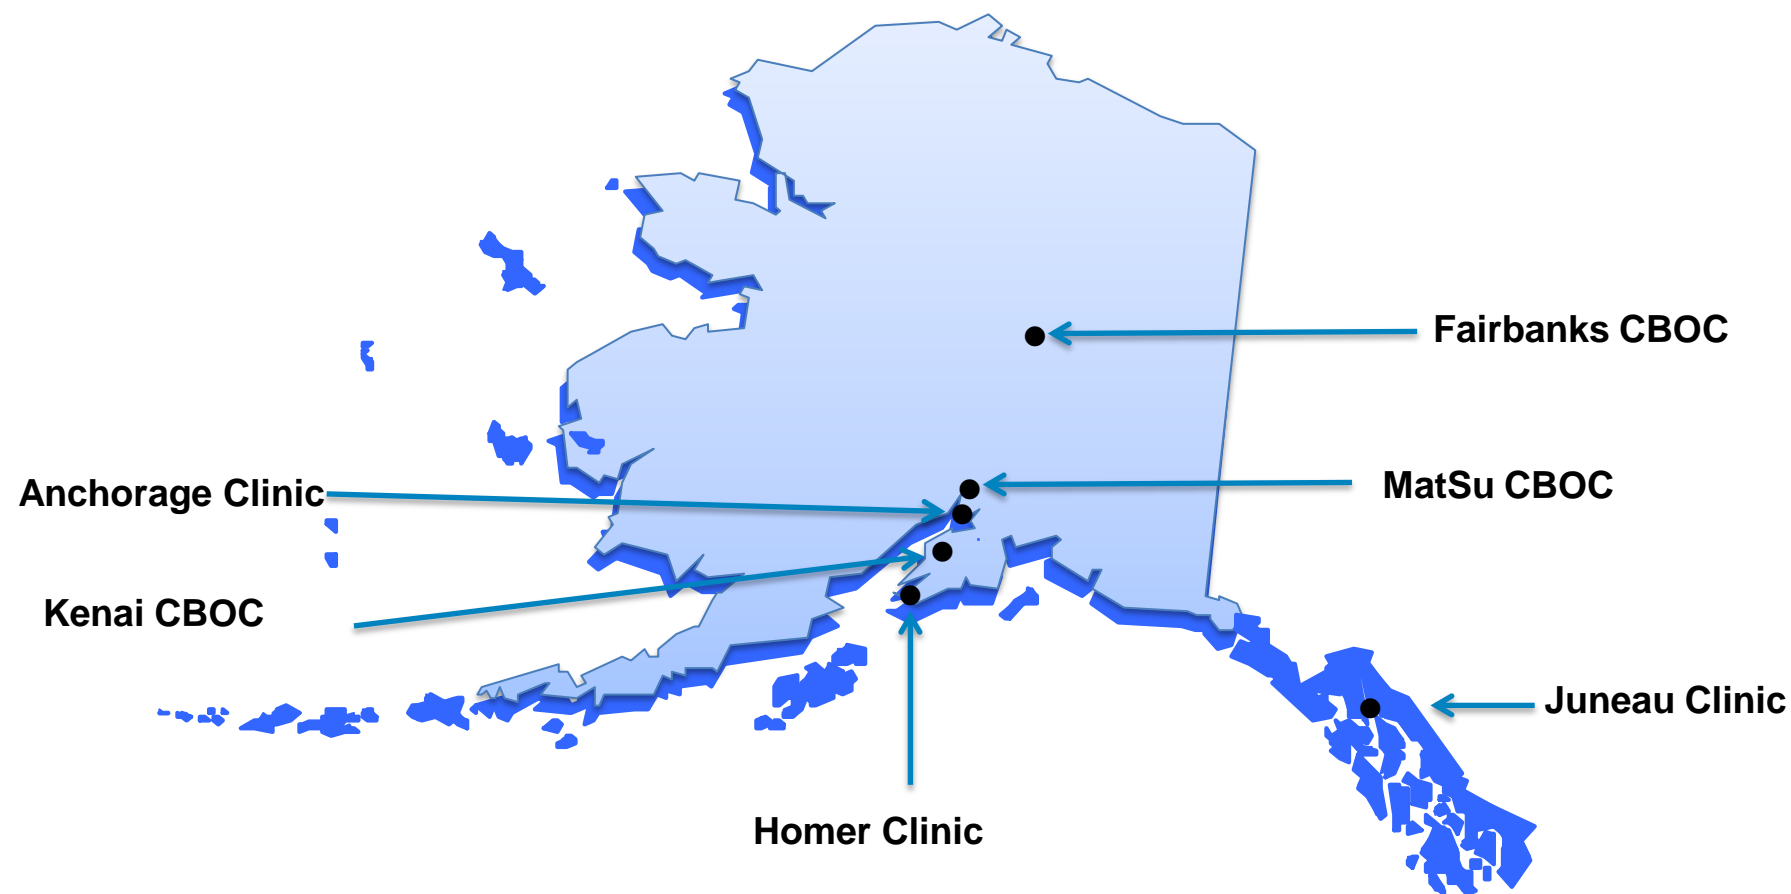 Fairbanks CBOC
Anchorage Clinic
MatSu CBOC
Kenai CBOC
Juneau Clinic
Homer Clinic